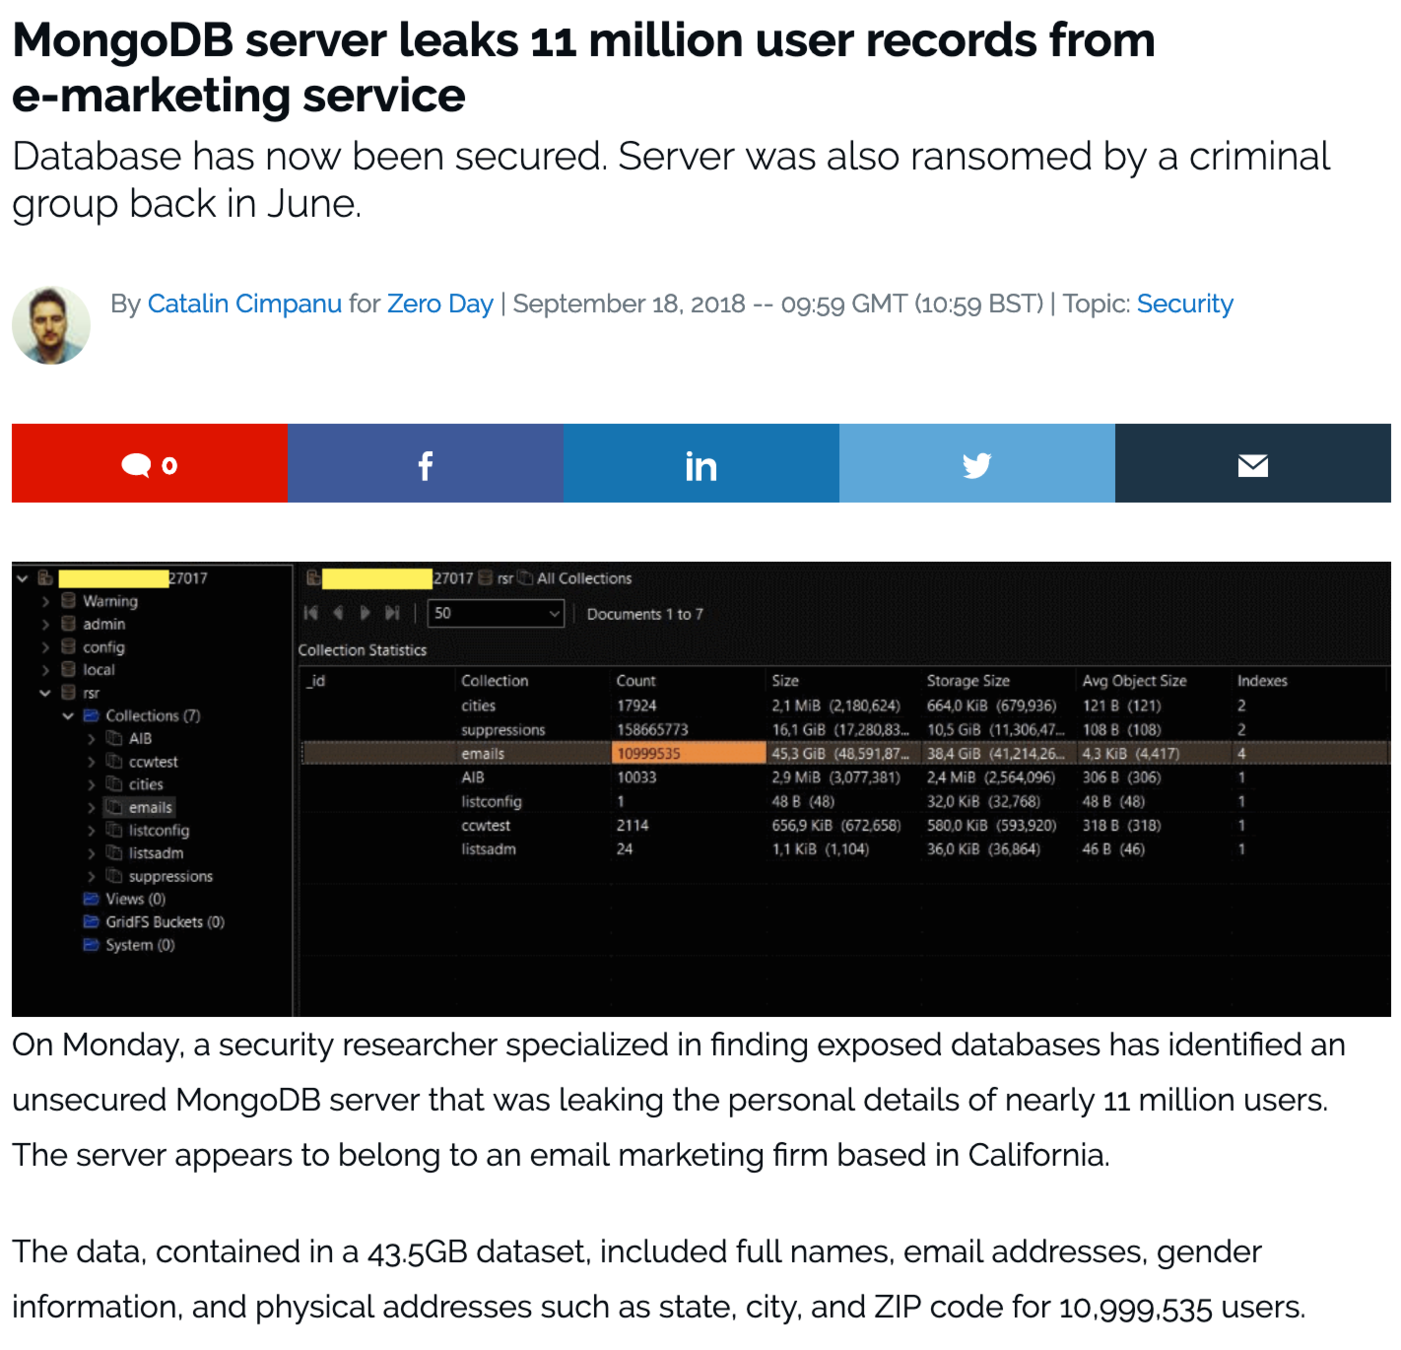 MongoDB server leaks 11 million user records from
e-marketing service
Database has now been secured. Server was also ransomed by a criminal
group back in June.
By Catalin Cimpanu for Zero Day | September 18, 2018 -- 09:59 GMT (10:59 BST) | Topic: Security
0
27017
Warning
admin
config
local
rsr
Collections (7)
AIB
ccwtest
cities
emails
listconfig
listsadm
suppressions
Views (0)
GridFS Buckets (0)
System (0)
27017 rsr All Collections
50 Documents 1 to 7
Collection Statistics
_id Collection Count Size Storage Size Avg Object Size Indexes
cities 17924 2,1 MiB (2,180,624) 664,0 KiB (679,936) 121 B (121) 2
suppressions 158665773 16,1 GiB (17,280,83... 10,5 GiB (11,306,47... 108 B (108) 2
emails 10999535 45,3 GiB (48,591,87... 38,4 GiB (41,214,26... 4,3 KiB (4,417) 4
AIB 10033 2,9 MiB (3,077,381) 2,4 MiB (2,564,096) 306 B (306) 1
listconfig 1 48 B (48) 32,0 KiB (32,768) 48 B (48) 1
ccwtest 2114 656,9 KiB (672,658) 580,0 KiB (593,920) 318 B (318) 1
listsadm 24 1,1 KiB (1,104) 36,0 KiB (36,864) 46 B (46) 1
On Monday, a security researcher specialized in finding exposed databases has identified an
unsecured MongoDB server that was leaking the personal details of nearly 11 million users.
The server appears to belong to an email marketing firm based in California.
The data, contained in a 43.5GB dataset, included full names, email addresses, gender
information, and physical addresses such as state, city, and ZIP code for 10,999,535 users.